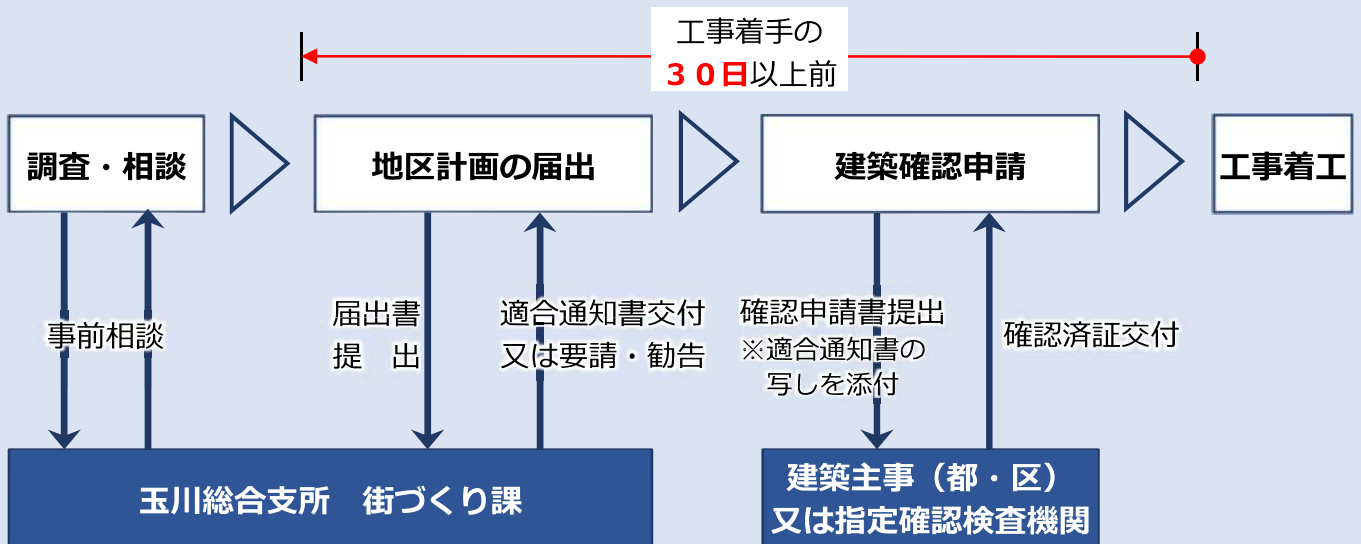 工事着手の
３０日以上前
調査・相談
地区計画の届出
建築確認申請
工事着工
事前相談
届出書
提　出
適合通知書交付
又は要請・勧告
確認申請書提出
※適合通知書の
写しを添付
確認済証交付
玉川総合支所　街づくり課
建築主事（都・区）
又は指定確認検査機関